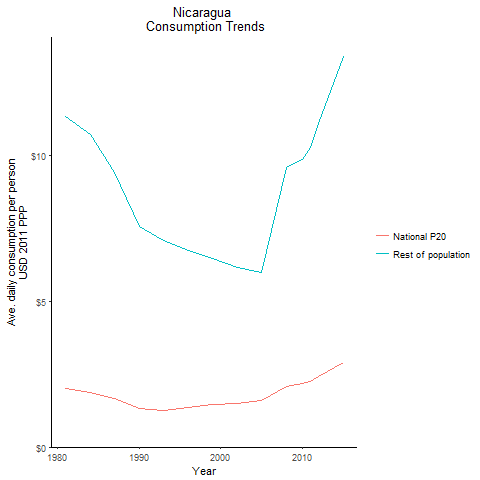 Nicaragua
Consumption Trends
Ave. daily consumption per person
USD 2011 PPP
$10
$5
$0
1980
1990
2000
2010
Year
National P20
Rest of population